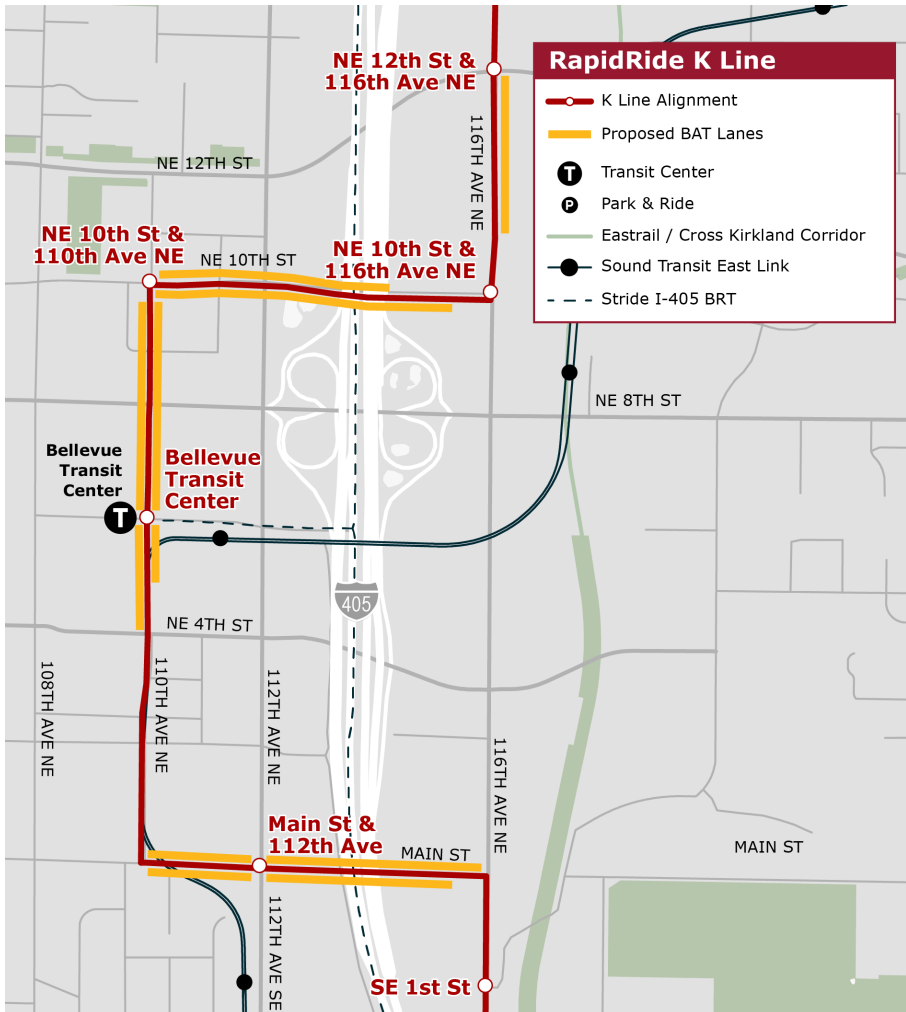 NE 12th St &
116th Ave NE
RapidRide K Line
K Line Alignment
Proposed BAT Lanes
T
Transit Center
P
Park & Ride
Eastrail / Cross Kirkland Corridor
Sound Transit East Link
Stride I-405 BRT
116TH AVE NE
NE 12TH ST
NE 10th St &
110th Ave NE
NE 10TH ST
NE 10th St &
116th Ave NE
NE 8TH ST
Bellevue
Transit
Center
T
Bellevue
Transit
Center
405
NE 4TH ST
108TH AVE NE
110TH AVE NE
112TH AVE NE
116TH AVE NE
Main St &
112th Ave
MAIN ST
MAIN ST
112TH AVE SE
SE 1st St